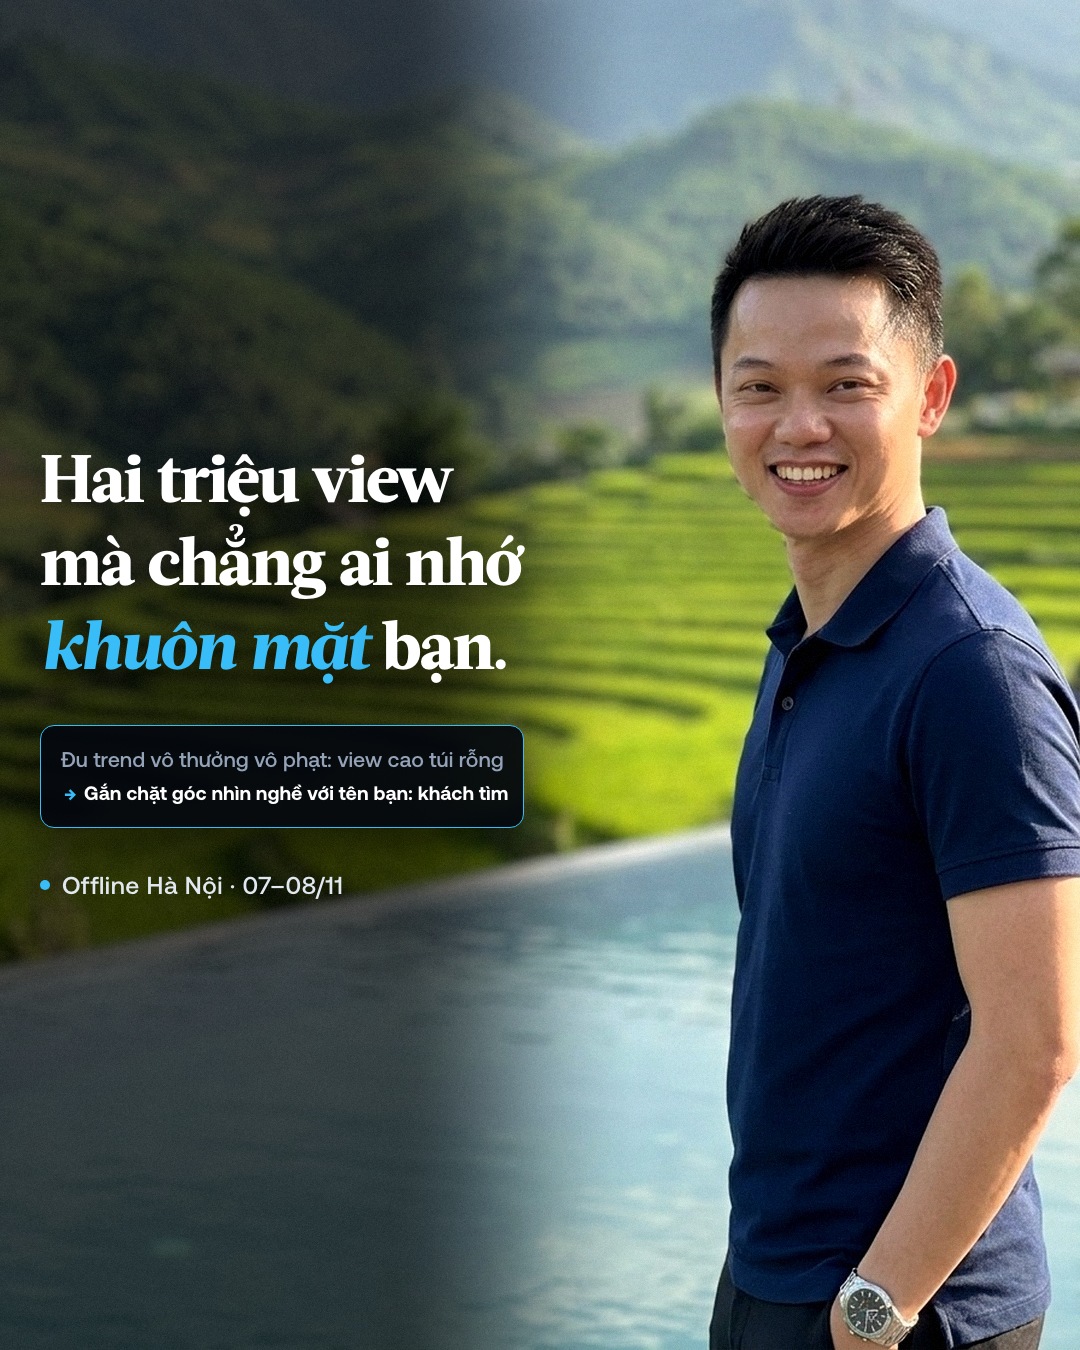 Hai triệu view
mà chẳng ai nhớ
khuôn mặt bạn.
Đu trend vô thưởng vô phạt: view cao túi rỗng
→ Gắn chặt góc nhìn nghề với tên bạn: khách tìm
• Offline Hà Nội · 07–08/11